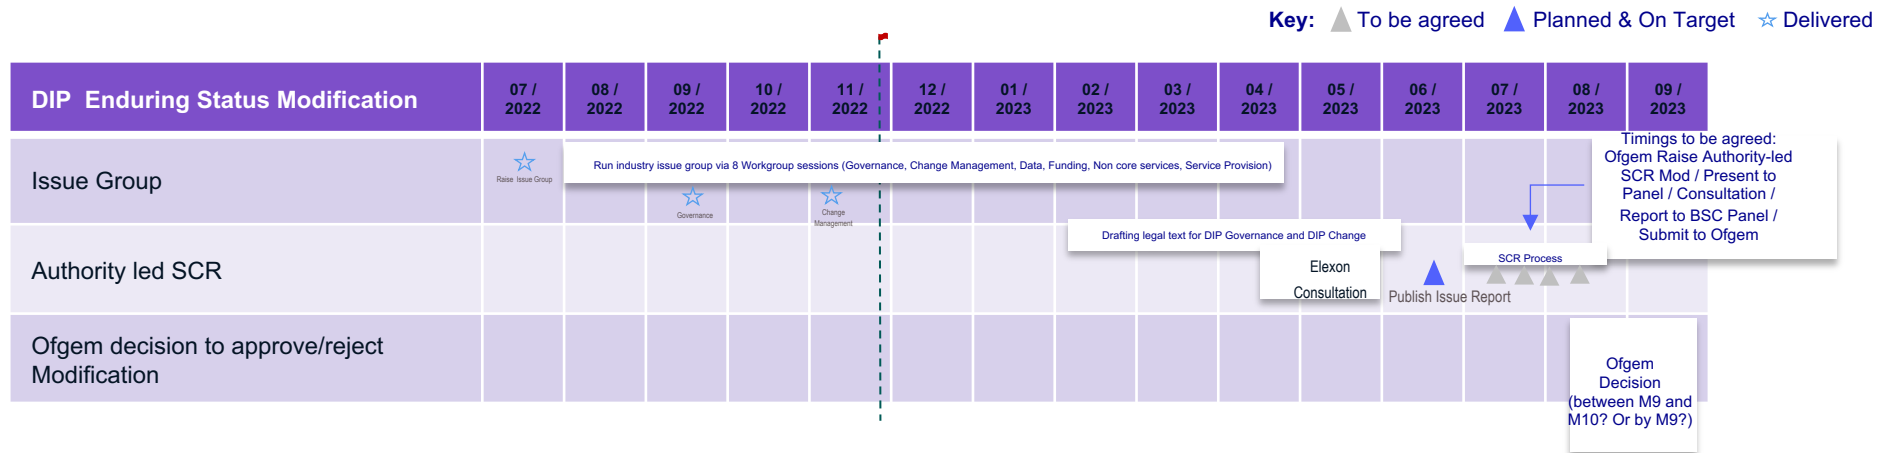 Key: To be agreed Planned & On Target Delivered
DIP Enduring Status Modification
07 /
2022
08 /
2022
09 /
2022
10 /
2022
11 /
2022
12 /
2022
01 /
2023
02 /
2023
03 /
2023
04 /
2023
05 /
2023
06 /
2023
07 /
2023
08 /
2023
09 /
2023
Issue Group
Raise Issue Group
Run industry issue group via 8 Workgroup sessions (Governance, Change Management, Data, Funding, Non core services, Service Provision)
Governance
Change
Management
Timings to be agreed:
Ofgem Raise Authority-led
SCR Mod / Present to
Panel / Consultation /
Report to BSC Panel /
Submit to Ofgem
Authority led SCR
Drafting legal text for DIP Governance and DIP Change
Elexon
Consultation
Publish Issue Report
SCR Process
Ofgem decision to approve/reject
Modification
Ofgem
Decision
(between M9 and
M10? Or by M9?)